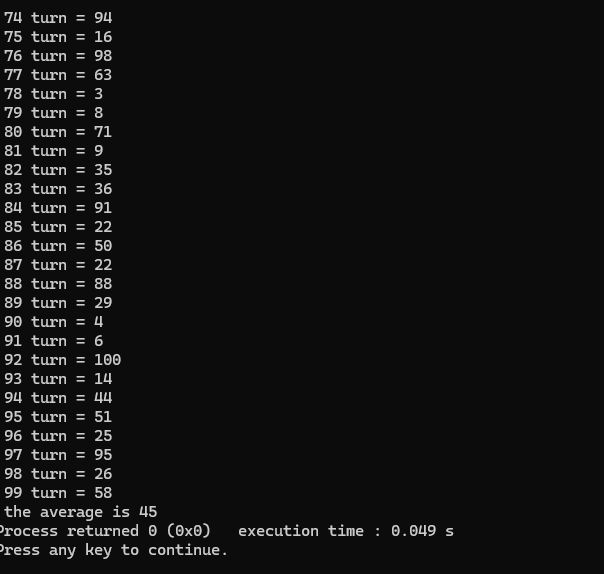 74 turn = 94
75 turn = 16
76 turn = 98
77 turn = 63
78 turn = 3
79 turn = 8
80 turn = 71
81 turn = 9
82 turn = 35
83 turn = 36
84 turn = 91
85 turn = 22
86 turn = 50
87 turn = 22
88 turn = 88
89 turn = 29
90 turn = 4
91 turn = 6
92 turn = 100
93 turn = 14
94 turn = 44
95 turn = 51
96 turn = 25
97 turn = 95
98 turn = 26
99 turn = 58
the average is 45
Process returned 0 (0x0)   execution time : 0.049 s
Press any key to continue.